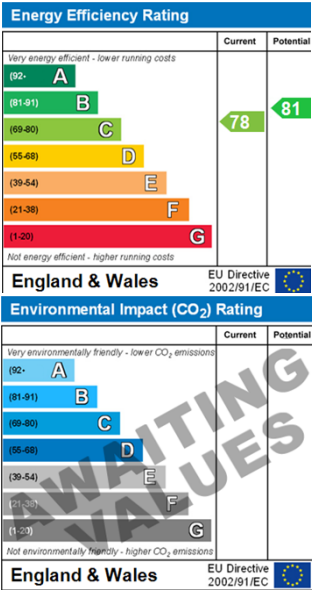 Energy Efficiency Rating
Current Potential
Very energy efficient - lower running costs
(92- A
(81-91) B
(69-80) C
(55-68) D
(39-54) E
(21-38) F
(1-20) G
78
81
Not energy efficient - higher running costs
England & Wales
EU Directive
2002/91/EC
Environmental Impact (CO₂) Rating
Current Potential
Very environmentally friendly - lower CO₂ emissions
(92- A
(81-91) B
(69-80) C
(55-68) D
(39-54) E
(21-38) F
(1-20) G
AWAITING
VALUES
Not environmentally friendly - higher CO₂ emissions
England & Wales
EU Directive
2002/91/EC